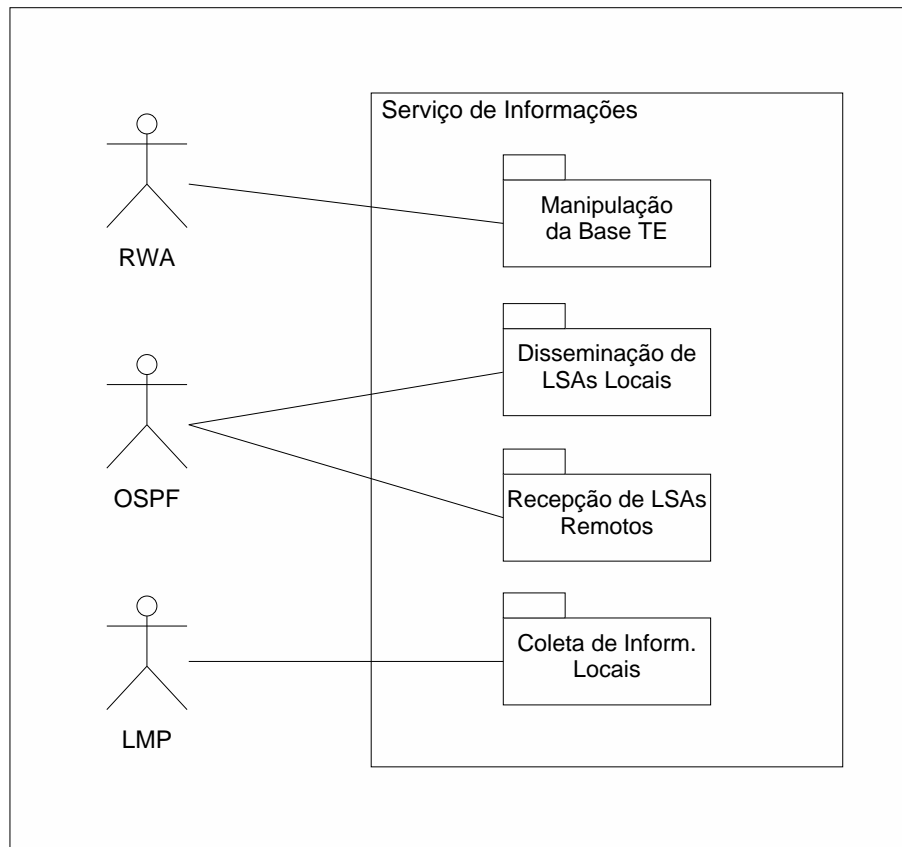 Serviço de Informações
RWA
Manipulação
da Base TE
OSPF
Disseminação de
LSAs Locais
Recepção de LSAs
Remotos
LMP
Coleta de Inform.
Locais